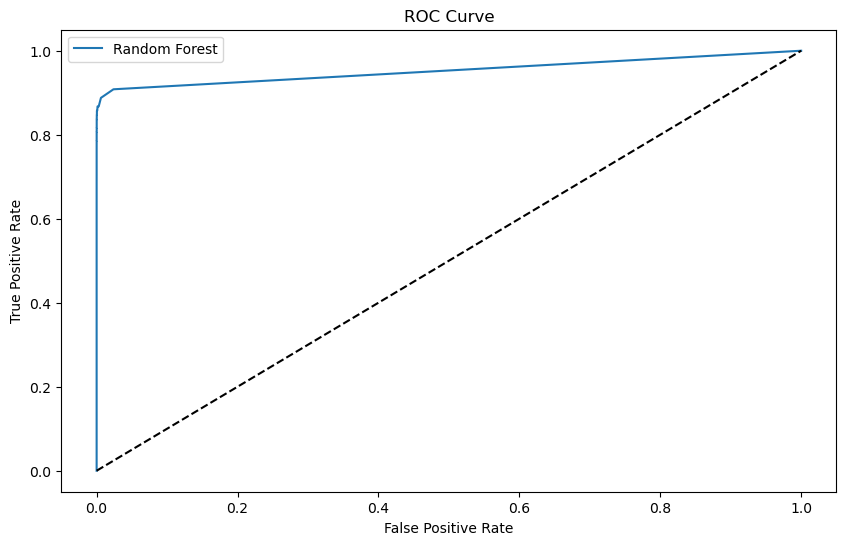 ROC Curve
Random Forest
True Positive Rate
1.0
0.8
0.6
0.4
0.2
0.0
0.0 0.2 0.4 0.6 0.8 1.0
False Positive Rate